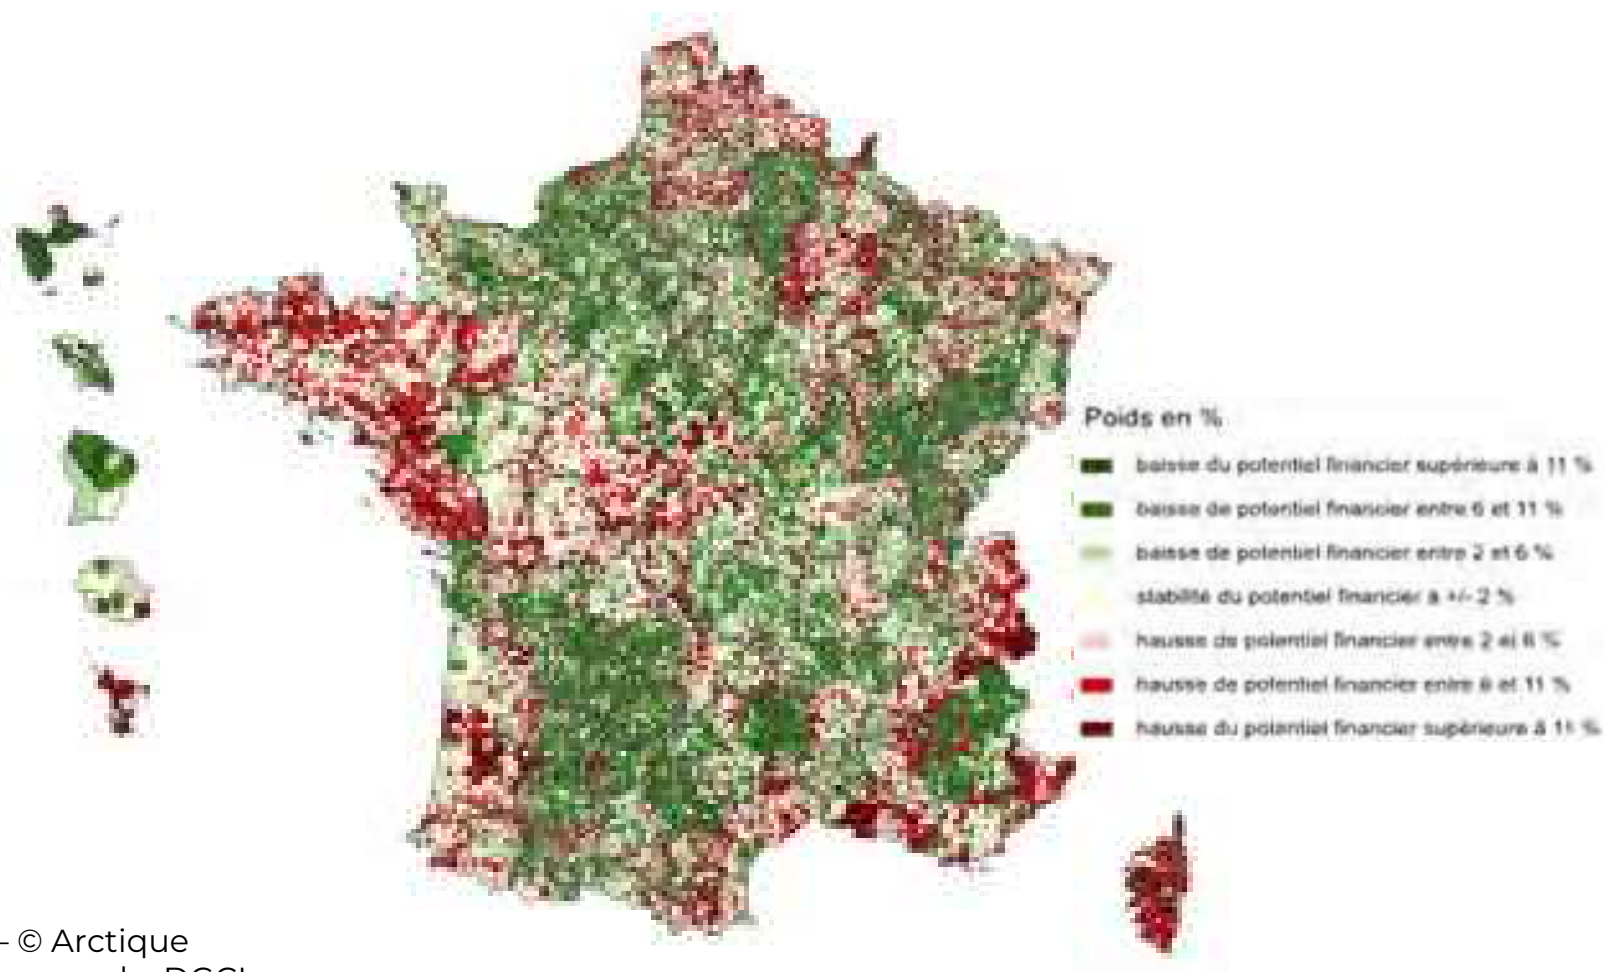 Poids en %
baisse du potentiel financier supérieure à 11 %
baisse de potentiel financier entre 6 et 11 %
baisse de potentiel financier entre 2 et 6 %
stabilité du potentiel financier à +/- 2 %
hausse de potentiel financier entre 2 et 6 %
hausse de potentiel financier entre 6 et 11 %
hausse du potentiel financier supérieure à 11 %
– © Arctique